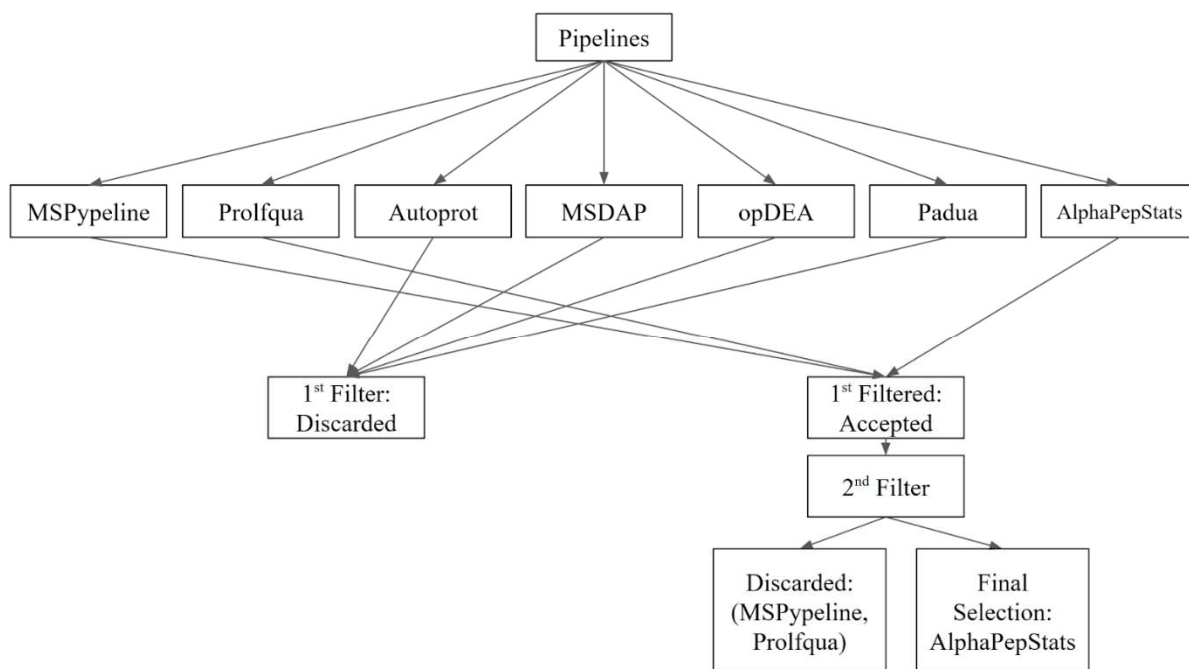 Pipelines
MSPypeline
Prolfqua
Autoprot
MSDAP
opDEA
Padua
AlphaPepStats
1st Filter:
Discarded
1st Filtered:
Accepted
2nd Filter
Discarded:
(MSPypeline,
Prolfqua)
Final
Selection:
AlphaPepStats